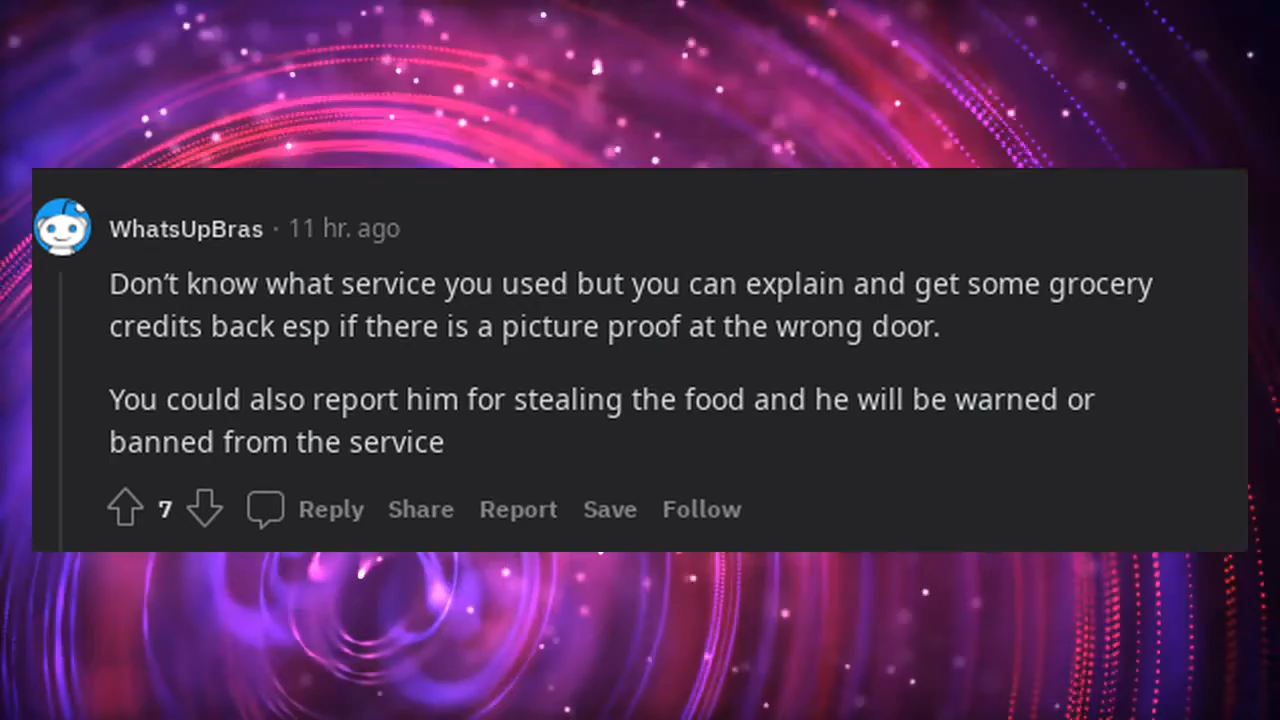 WhatsUpBras · 11 hr. ago
Don’t know what service you used but you can explain and get some grocery
credits back esp if there is a picture proof at the wrong door.
You could also report him for stealing the food and he will be warned or
banned from the service
7 Reply Share Report Save Follow